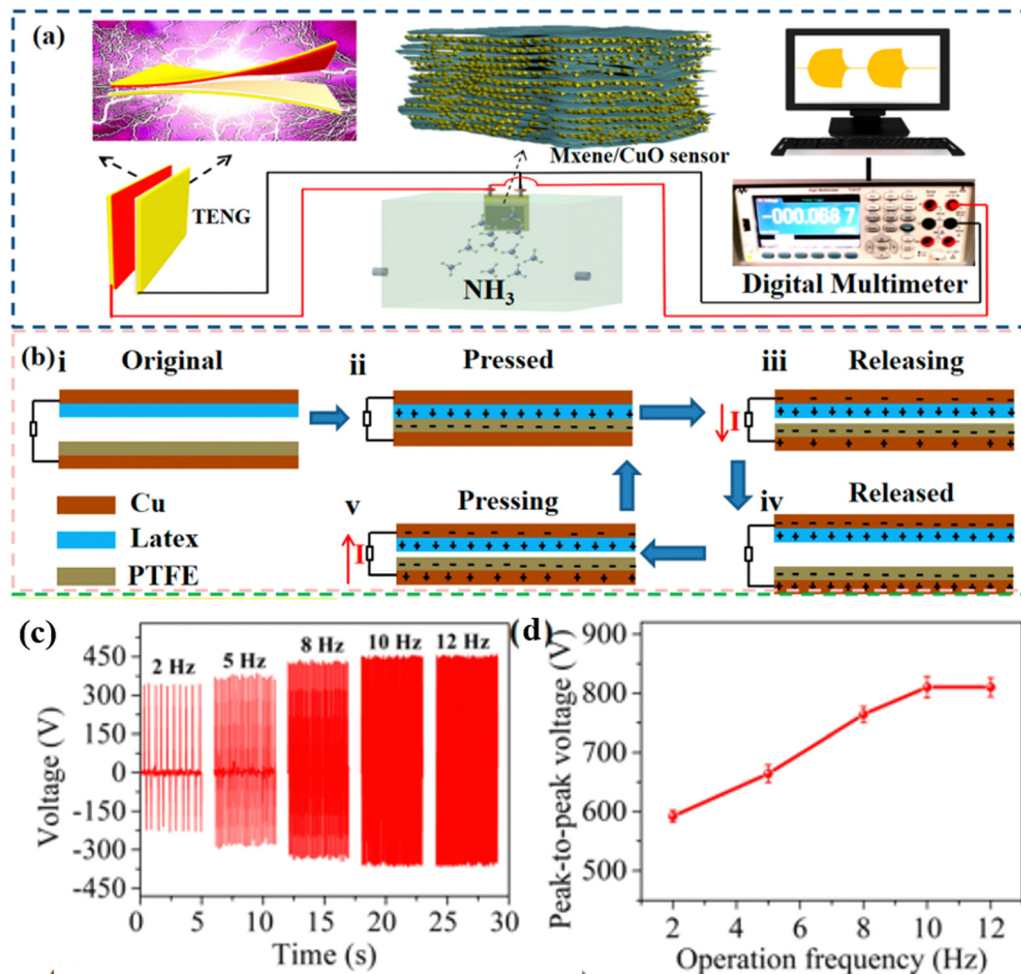 (a)
Mxene/CuO sensor
TENG
NH3
-000.068 7
Digital Multimeter
(b) i Original
ii Pressed
iii Releasing
I
v Pressing
I
iv Released
Cu
Latex
PTFE
(c)
Voltage (V)
450
300
150
0
-150
-300
-450
2 Hz 5 Hz 8 Hz 10 Hz 12 Hz
0 5 10 15 20 25 30
Time (s)
(d)
Peak-to-peak voltage (V)
900
800
700
600
500
2 4 6 8 10 12
Operation frequency (Hz)